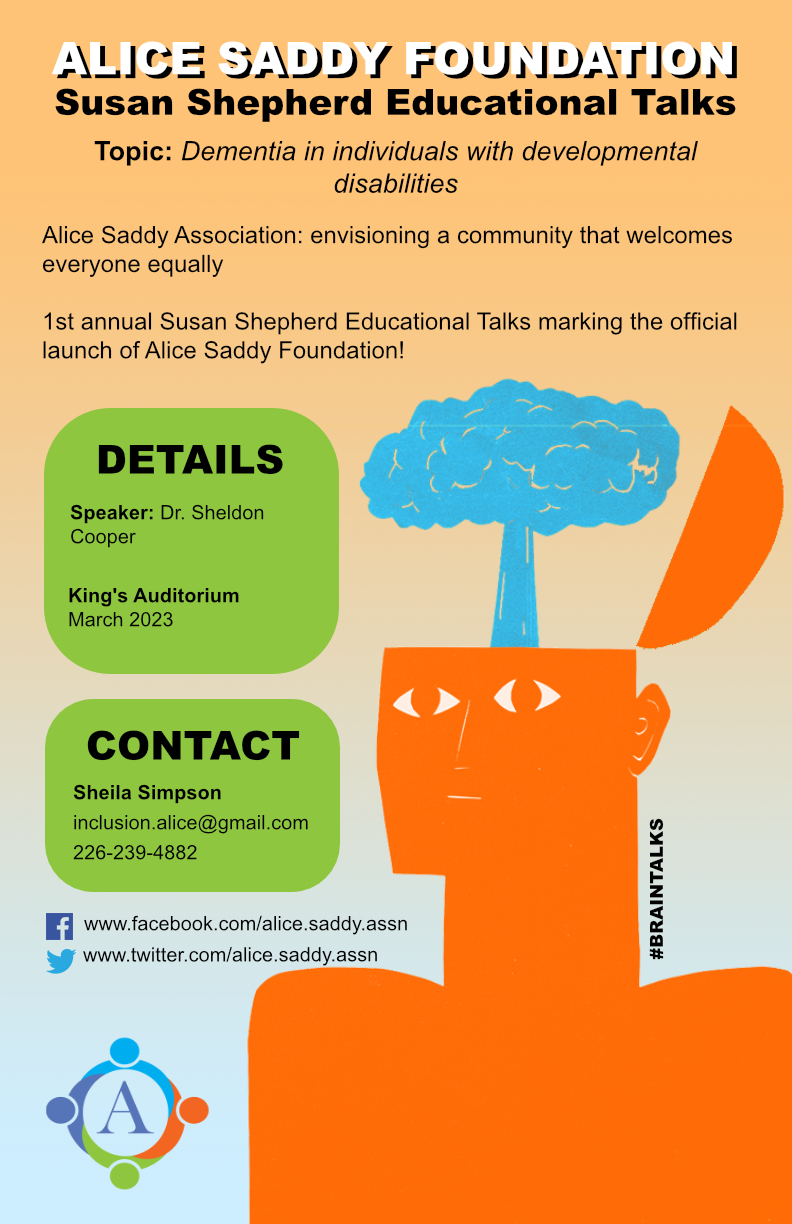 ALICE SADDY FOUNDATION
Susan Shepherd Educational Talks
Topic: Dementia in individuals with developmental
disabilities
Alice Saddy Association: envisioning a community that welcomes
everyone equally
1st annual Susan Shepherd Educational Talks marking the official
launch of Alice Saddy Foundation!
DETAILS
Speaker: Dr. Sheldon
Cooper
King's Auditorium
March 2023
CONTACT
Sheila Simpson
inclusion.alice@gmail.com
226-239-4882
#BRAINTALKS
www.facebook.com/alice.saddy.assn
www.twitter.com/alice.saddy.assn
A